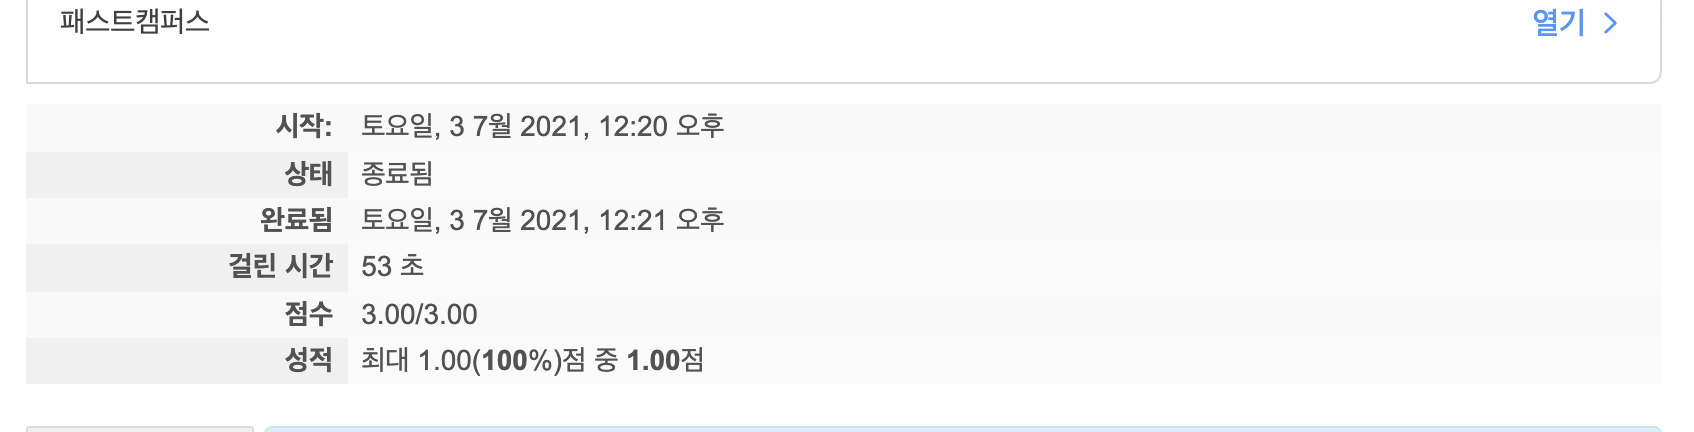 패스트캠퍼스
열기 >
시작: 토요일, 3 7월 2021, 12:20 오후
상태 종료됨
완료됨 토요일, 3 7월 2021, 12:21 오후
걸린 시간 53 초
점수 3.00/3.00
성적 최대 1.00(100%)점 중 1.00점